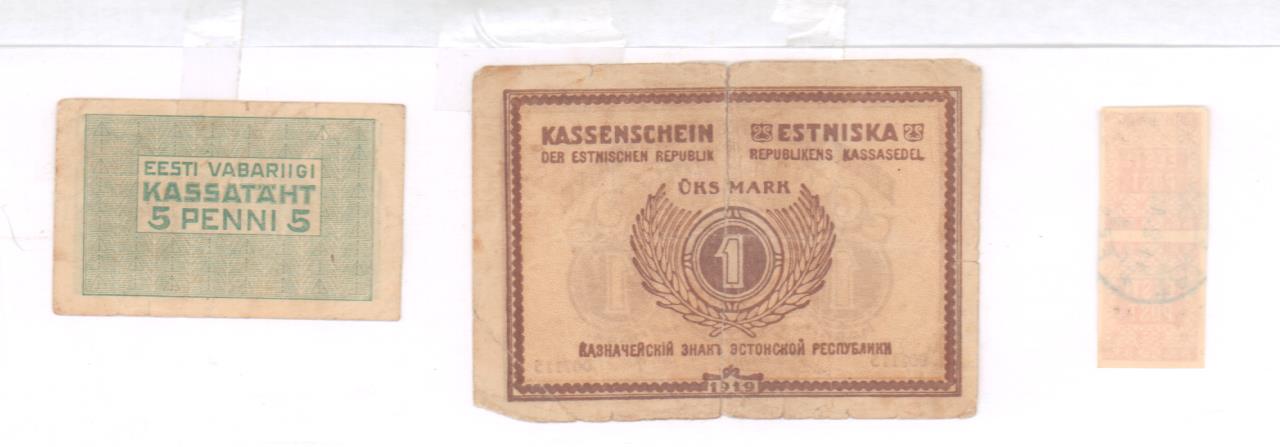 EESTI VABARIIGI
KASSATÄHT
5 PENNI 5
KASSENSCHEIN
DER ESTNISCHEN REPUBLIK
ESTNISKA
REPUBLIKENS KASSASEDEL
ÜKS MARK
1
КАЗНАЧЕЙСКІЙ ЗНАКЪ ЭСТОНСКОЙ РЕСПУБЛИКИ
1919